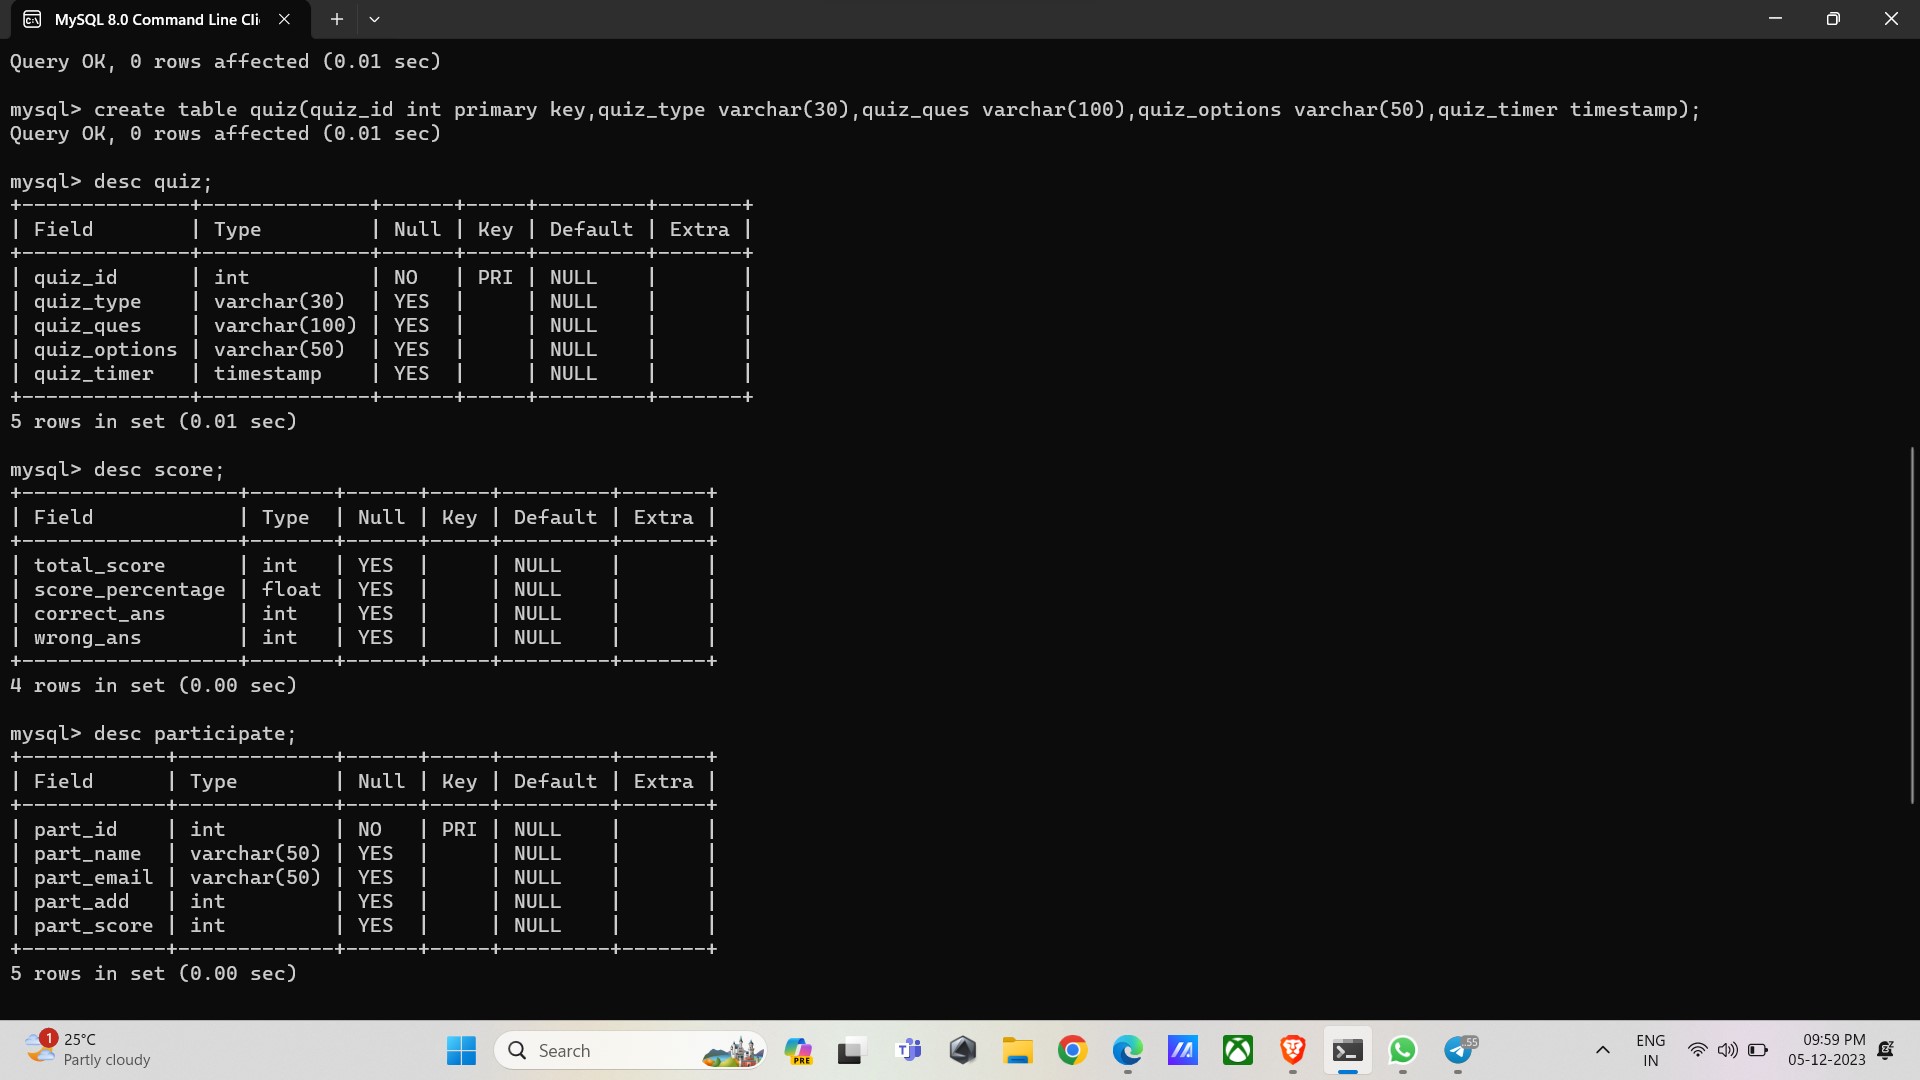 MySQL 8.0 Command Line Cli
Query OK, 0 rows affected (0.01 sec)
mysql> create table quiz(quiz_id int primary key,quiz_type varchar(30),quiz_ques varchar(100),quiz_options varchar(50),quiz_timer timestamp);
Query OK, 0 rows affected (0.01 sec)
mysql> desc quiz;
+--------------+--------------+------+-----+---------+-------+
| Field        | Type         | Null | Key | Default | Extra |
+--------------+--------------+------+-----+---------+-------+
| quiz_id      | int          | NO   | PRI | NULL    |       |
| quiz_type    | varchar(30)  | YES  |     | NULL    |       |
| quiz_ques    | varchar(100) | YES  |     | NULL    |       |
| quiz_options | varchar(50)  | YES  |     | NULL    |       |
| quiz_timer   | timestamp    | YES  |     | NULL    |       |
+--------------+--------------+------+-----+---------+-------+
5 rows in set (0.01 sec)
mysql> desc score;
+------------------+-------+------+-----+---------+-------+
| Field            | Type  | Null | Key | Default | Extra |
+------------------+-------+------+-----+---------+-------+
| total_score      | int   | YES  |     | NULL    |       |
| score_percentage | float | YES  |     | NULL    |       |
| correct_ans      | int   | YES  |     | NULL    |       |
| wrong_ans        | int   | YES  |     | NULL    |       |
+------------------+-------+------+-----+---------+-------+
4 rows in set (0.00 sec)
mysql> desc participate;
+------------+-------------+------+-----+---------+-------+
| Field      | Type        | Null | Key | Default | Extra |
+------------+-------------+------+-----+---------+-------+
| part_id    | int         | NO   | PRI | NULL    |       |
| part_name  | varchar(50) | YES  |     | NULL    |       |
| part_email | varchar(50) | YES  |     | NULL    |       |
| part_add   | int         | YES  |     | NULL    |       |
| part_score | int         | YES  |     | NULL    |       |
+------------+-------------+------+-----+---------+-------+
5 rows in set (0.00 sec)
1
25°C
Partly cloudy
Search
PRE
55
ENG
IN
09:59 PM
05-12-2023